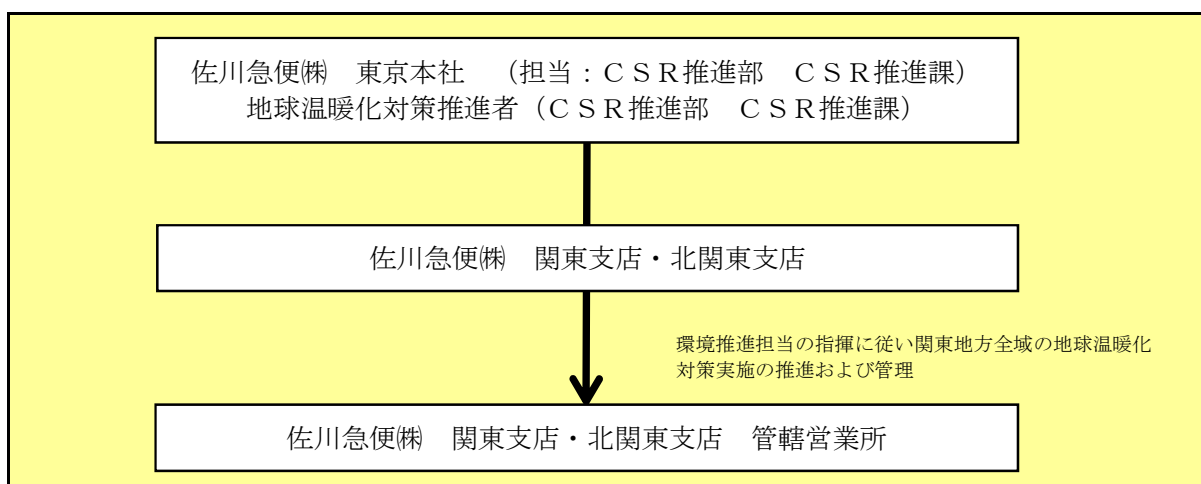 佐川急便㈱　東京本社　（担当：ＣＳＲ推進部　ＣＳＲ推進課）
地球温暖化対策推進者（ＣＳＲ推進部　ＣＳＲ推進課）
佐川急便㈱　関東支店・北関東支店
環境推進担当の指揮に従い関東地方全域の地球温暖化
対策実施の推進および管理
佐川急便㈱　関東支店・北関東支店　管轄営業所